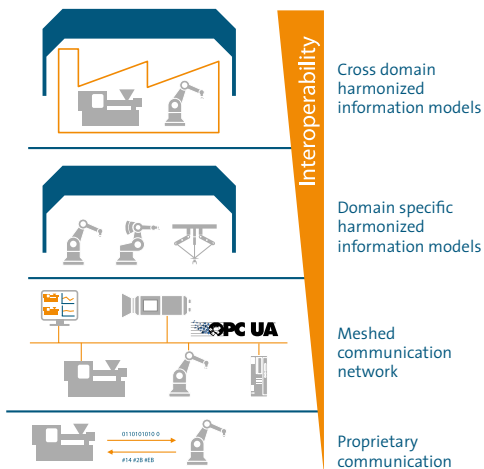 Interoperability
Cross domain
harmonized
information models
Domain specific
harmonized
information models
OPC UA
Meshed
communication
network
0110101010 0
#14 #2B #EB
Proprietary
communication